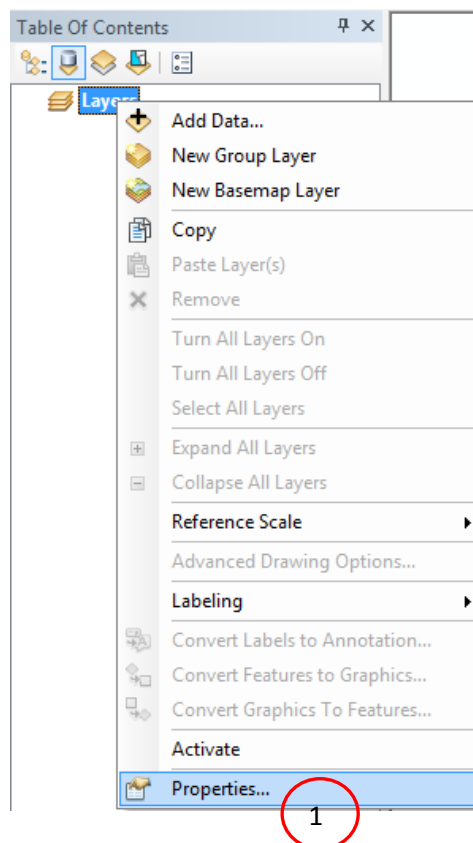 Table Of Contents
Layers
Add Data...
New Group Layer
New Basemap Layer
Copy
Paste Layer(s)
Remove
Turn All Layers On
Turn All Layers Off
Select All Layers
Expand All Layers
Collapse All Layers
Reference Scale
Advanced Drawing Options...
Labeling
Convert Labels to Annotation...
Convert Features to Graphics...
Convert Graphics To Features...
Activate
Properties...
1